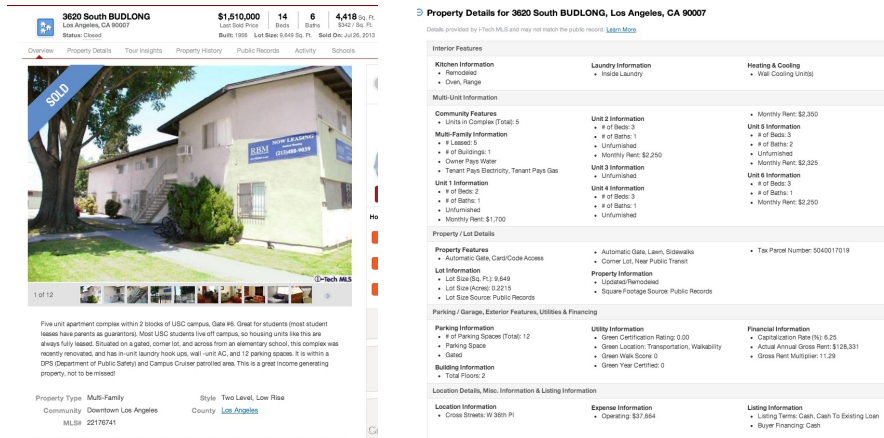 3620 South BUDLONG
Los Angeles, CA 90007
Status: Closed
$1,510,000
Last Sold Price
14
Beds
6
Baths
4,418 Sq. Ft.
$342 / Sq. Ft.
Built: 1956 Lot Size: 9,649 Sq. Ft. Sold On: Jul 26, 2013
Overview Property Details Tour Insights Property History Public Records Activity Schools
SOLD
RBM
NOW LEASING
(213)480-9039
i-Tech MLS
1 of 12
Ho
Five unit apartment complex within 2 blocks of USC campus, Gate #6. Great for students (most student
leases have parents as guarantors). Most USC students live off campus, so housing units like this are
always fully leased. Situated on a gated, corner lot, and across from an elementary school, this complex was
recently renovated, and has in-unit laundry hook ups, wall -unit AC, and 12 parking spaces. It is within a
DPS (Department of Public Safety) and Campus Cruiser patrolled area. This is a great income generating
property, not to be missed!
Property Type Multi-Family
Style Two Level, Low Rise
Community Downtown Los Angeles
County Los Angeles
MLS# 22176741
Property Details for 3620 South BUDLONG, Los Angeles, CA 90007
Details provided by i-Tech MLS and may not match the public record. Learn More.
Interior Features
Kitchen Information
• Remodeled
• Oven, Range
Laundry Information
• Inside Laundry
Heating & Cooling
• Wall Cooling Unit(s)
Multi-Unit Information
Community Features
• Units in Complex (Total): 5
Multi-Family Information
• # Leased: 5
• # of Buildings: 1
• Owner Pays Water
• Tenant Pays Electricity, Tenant Pays Gas
Unit 1 Information
• # of Beds: 2
• # of Baths: 1
• Unfurnished
• Monthly Rent: $1,700
Unit 2 Information
• # of Beds: 3
• # of Baths: 1
• Unfurnished
• Monthly Rent: $2,250
Unit 3 Information
• Unfurnished
Unit 4 Information
• # of Beds: 3
• # of Baths: 1
• Unfurnished
• Monthly Rent: $2,350
Unit 5 Information
• # of Beds: 3
• # of Baths: 2
• Unfurnished
• Monthly Rent: $2,325
Unit 6 Information
• # of Beds: 3
• # of Baths: 1
• Monthly Rent: $2,250
Property / Lot Details
Property Features
• Automatic Gate, Card/Code Access
Lot Information
• Lot Size (Sq. Ft.): 9,649
• Lot Size (Acres): 0.2215
• Lot Size Source: Public Records
• Automatic Gate, Lawn, Sidewalks
• Corner Lot, Near Public Transit
Property Information
• Updated/Remodeled
• Square Footage Source: Public Records
• Tax Parcel Number: 5040017019
Parking / Garage, Exterior Features, Utilities & Financing
Parking Information
• # of Parking Spaces (Total): 12
• Parking Space
• Gated
Building Information
• Total Floors: 2
Utility Information
• Green Certification Rating: 0.00
• Green Location: Transportation, Walkability
• Green Walk Score: 0
• Green Year Certified: 0
Financial Information
• Capitalization Rate (%): 6.25
• Actual Annual Gross Rent: $128,331
• Gross Rent Multiplier: 11.29
Location Details, Misc. Information & Listing Information
Location Information
• Cross Streets: W 36th Pl
Expense Information
• Operating: $37,664
Listing Information
• Listing Terms: Cash, Cash To Existing Loan
• Buyer Financing: Cash